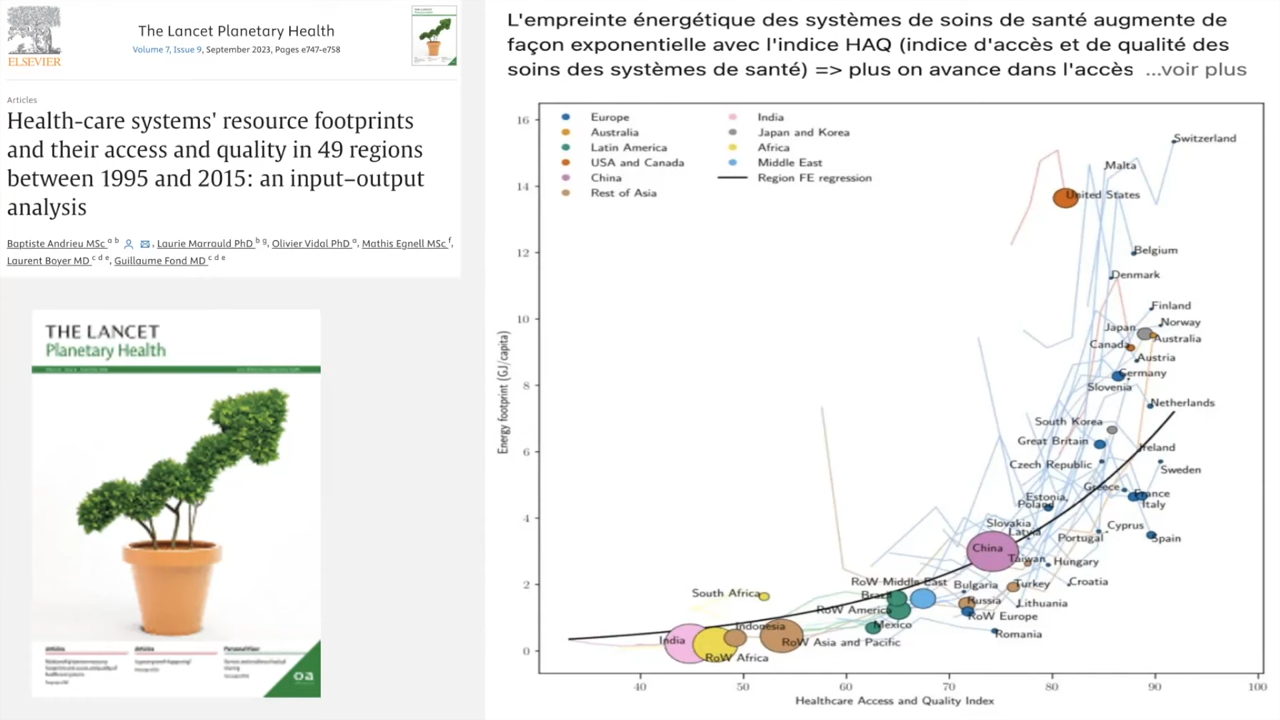 ELSEVIER
The Lancet Planetary Health
Volume 7, Issue 9, September 2023, Pages e747-e758
Articles
Health-care systems' resource footprints
and their access and quality in 49 regions
between 1995 and 2015: an input–output
analysis
Baptiste Andrieu MSc a b, Laurie Marrauld PhD b g, Olivier Vidal PhD a, Mathis Egnell MSc f,
Laurent Boyer MD c d e, Guillaume Fond MD c d e
THE LANCET
Planetary Health
Articles
Articles
oa
L'empreinte énergétique des systèmes de soins de santé augmente de
façon exponentielle avec l'indice HAQ (indice d'accès et de qualité des
soins des systèmes de santé) => plus on avance dans l'accès ...voir plus
Europe
Australia
Latin America
USA and Canada
China
Rest of Asia
India
Japan and Korea
Africa
Middle East
Region FE regression
Energy footprint (GJ/capita)
16
14
12
10
8
6
4
2
0
Switzerland
Malta
United States
Belgium
Denmark
Finland
Norway
Japan
Australia
Canada
Austria
Germany
Slovenia
Netherlands
South Korea
Great Britain
Ireland
Czech Republic
Sweden
Greece
France
Estonia,
Poland
Italy
Slovakia
Latvia
Cyprus
Portugal
Spain
China
Taiwan
Hungary
RoW Middle East
Bulgaria
Turkey
Croatia
South Africa
Brazil
Russia
Lithuania
RoW America
RoW Europe
Mexico
Indonesia
Romania
India
RoW Asia and Pacific
RoW Africa
40
50
60
70
80
90
100
Healthcare Access and Quality Index